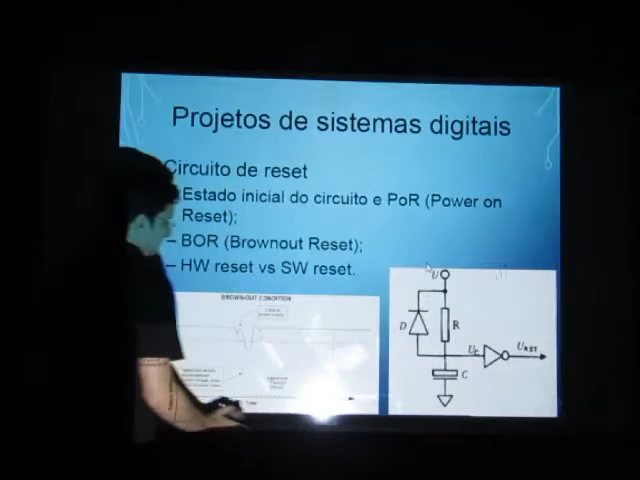 Projetos de sistemas digitais
Circuito de reset
Estado inicial do circuito e PoR (Power on
Reset);
– BOR (Brownout Reset);
– HW reset vs SW reset.
BROWN-OUT CONDITION
U
D
R
Uc
URST
C